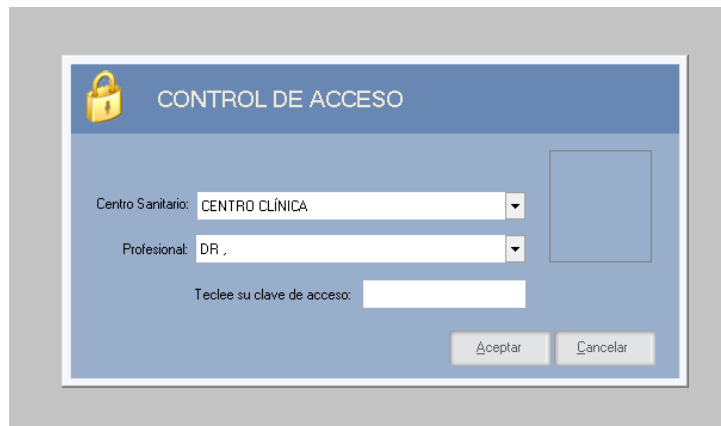 CONTROL DE ACCESO
Centro Sanitario: CENTRO CLÍNICA
Profesional: DR ,
Teclee su clave de acceso:
Aceptar Cancelar